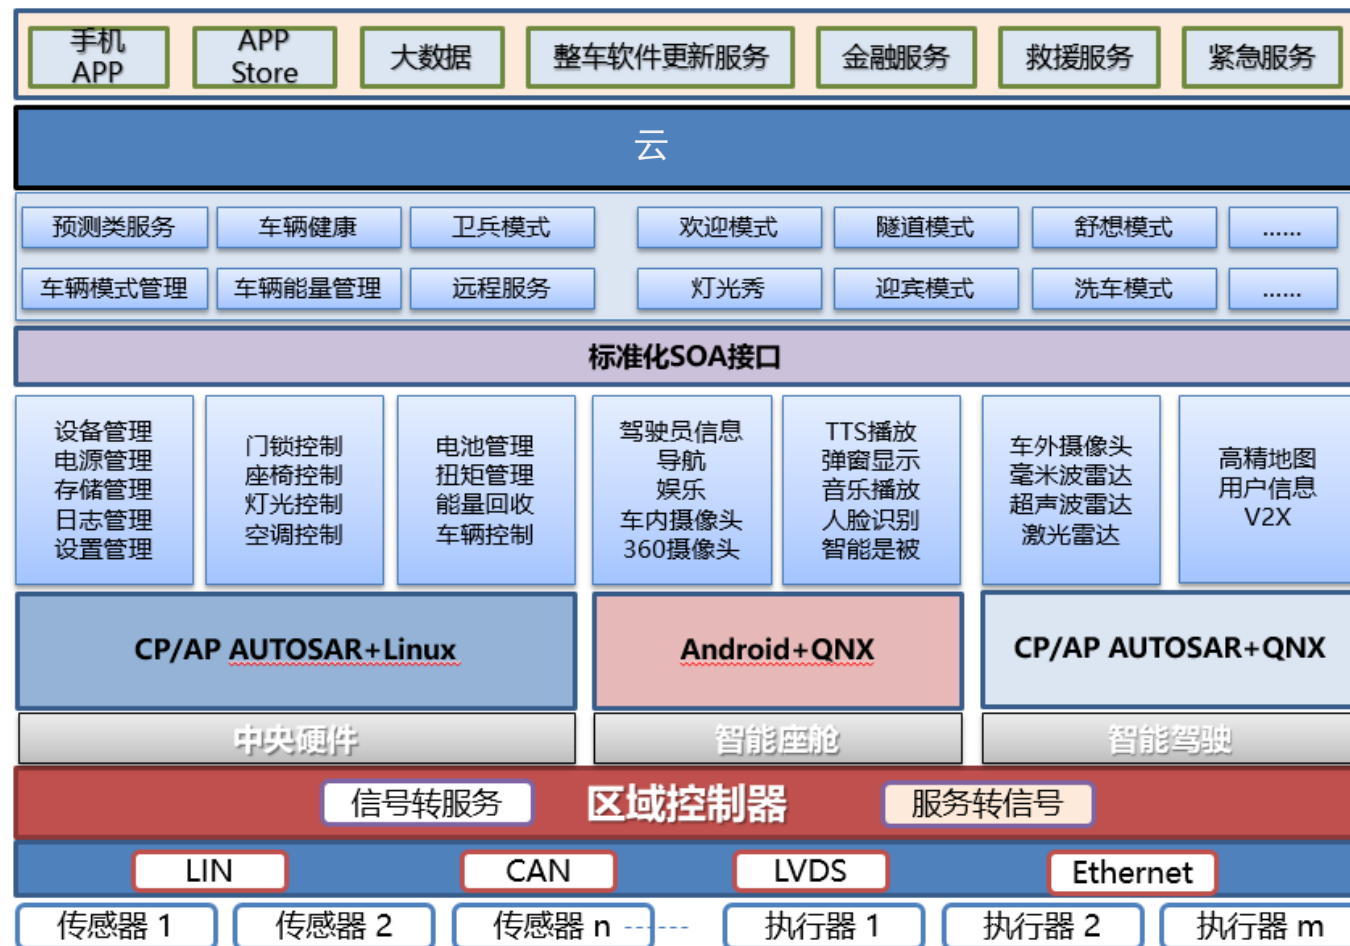 手机
APP
APP
Store
大数据
整车软件更新服务
金融服务
救援服务
紧急服务
云
预测类服务
车辆健康
卫兵模式
欢迎模式
隧道模式
舒想模式
......
车辆模式管理
车辆能量管理
远程服务
灯光秀
迎宾模式
洗车模式
......
标准化SOA接口
设备管理
电源管理
存储管理
日志管理
设置管理
门锁控制
座椅控制
灯光控制
空调控制
电池管理
扭矩管理
能量回收
车辆控制
驾驶员信息
导航
娱乐
车内摄像头
360摄像头
TTS播放
弹窗显示
音乐播放
人脸识别
智能是被
车外摄像头
毫米波雷达
超声波雷达
激光雷达
高精地图
用户信息
V2X
CP/AP AUTOSAR+Linux
Android+QNX
CP/AP AUTOSAR+QNX
中央硬件
智能座舱
智能驾驶
信号转服务
区域控制器
服务转信号
LIN
CAN
LVDS
Ethernet
传感器 1
传感器 2
传感器 n
执行器 1
执行器 2
执行器 m